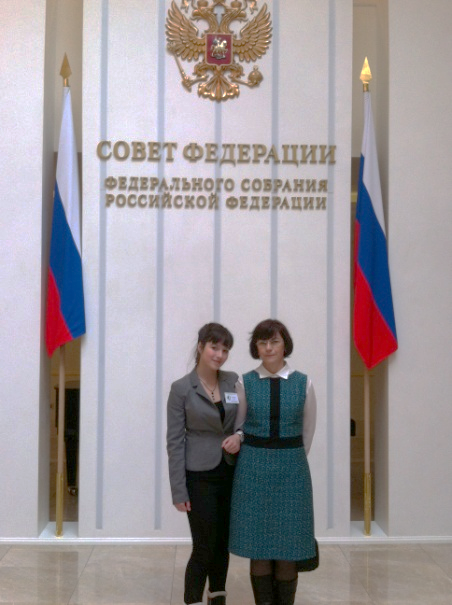 СОВЕТ ФЕДЕРАЦИИ
ФЕДЕРАЛЬНОГО СОБРАНИЯ
РОССИЙСКОЙ ФЕДЕРАЦИИ